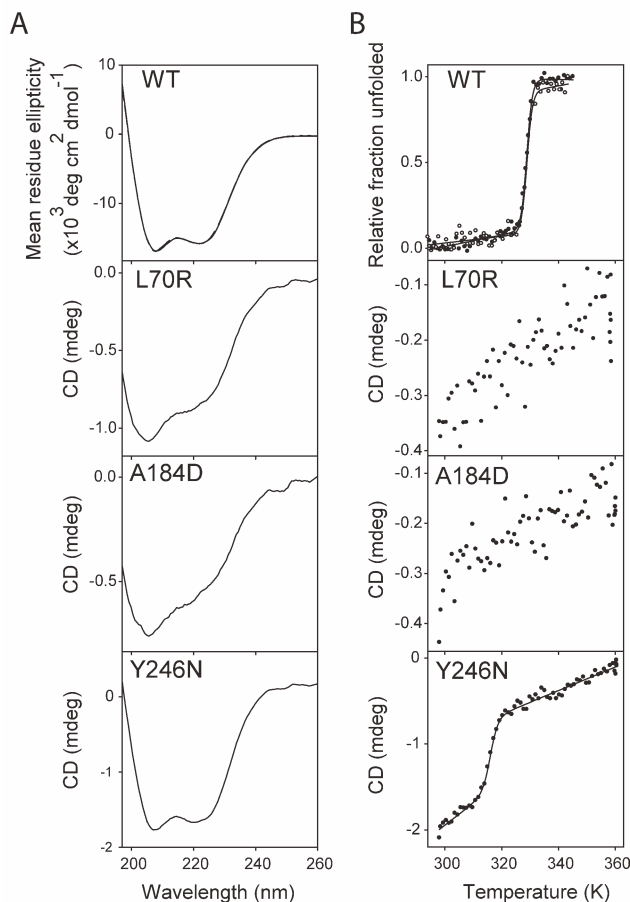 A
B
WT
Mean residue ellipticity
(x10³ deg cm² dmol⁻¹)
10
0
-10
WT
Relative fraction unfolded
1.0
0.5
0.0
L70R
CD (mdeg)
0.0
-0.5
-1.0
L70R
CD (mdeg)
-0.1
-0.2
-0.3
-0.4
A184D
CD (mdeg)
0.0
-0.5
A184D
CD (mdeg)
-0.1
-0.2
-0.3
-0.4
Y246N
CD (mdeg)
0
-1
-2
200 220 240 260
Wavelength (nm)
Y246N
CD (mdeg)
0
-1
-2
300 320 340 360
Temperature (K)